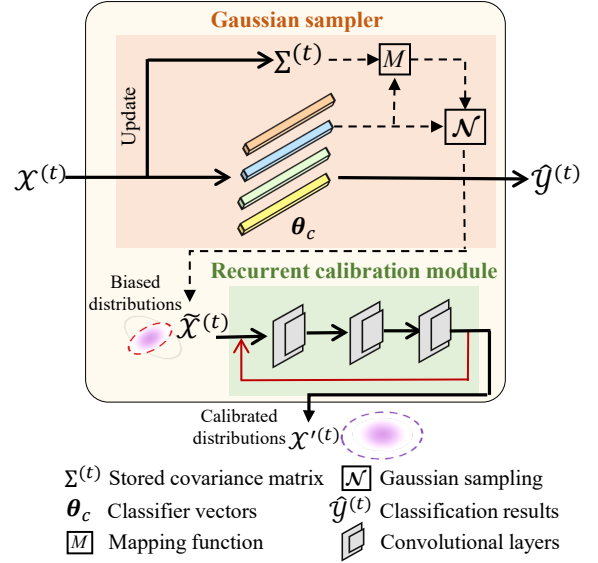 Gaussian sampler
Σ^(t)
M
Update
𝒩
𝒳^(t)
Ŷ^(t)
θ_c
Recurrent calibration module
Biased
distributions
𝒳̃^(t)
Calibrated
distributions 𝒳'^(t)
Σ^(t) Stored covariance matrix
𝒩 Gaussian sampling
θ_c Classifier vectors
Ŷ^(t) Classification results
M Mapping function
Convolutional layers